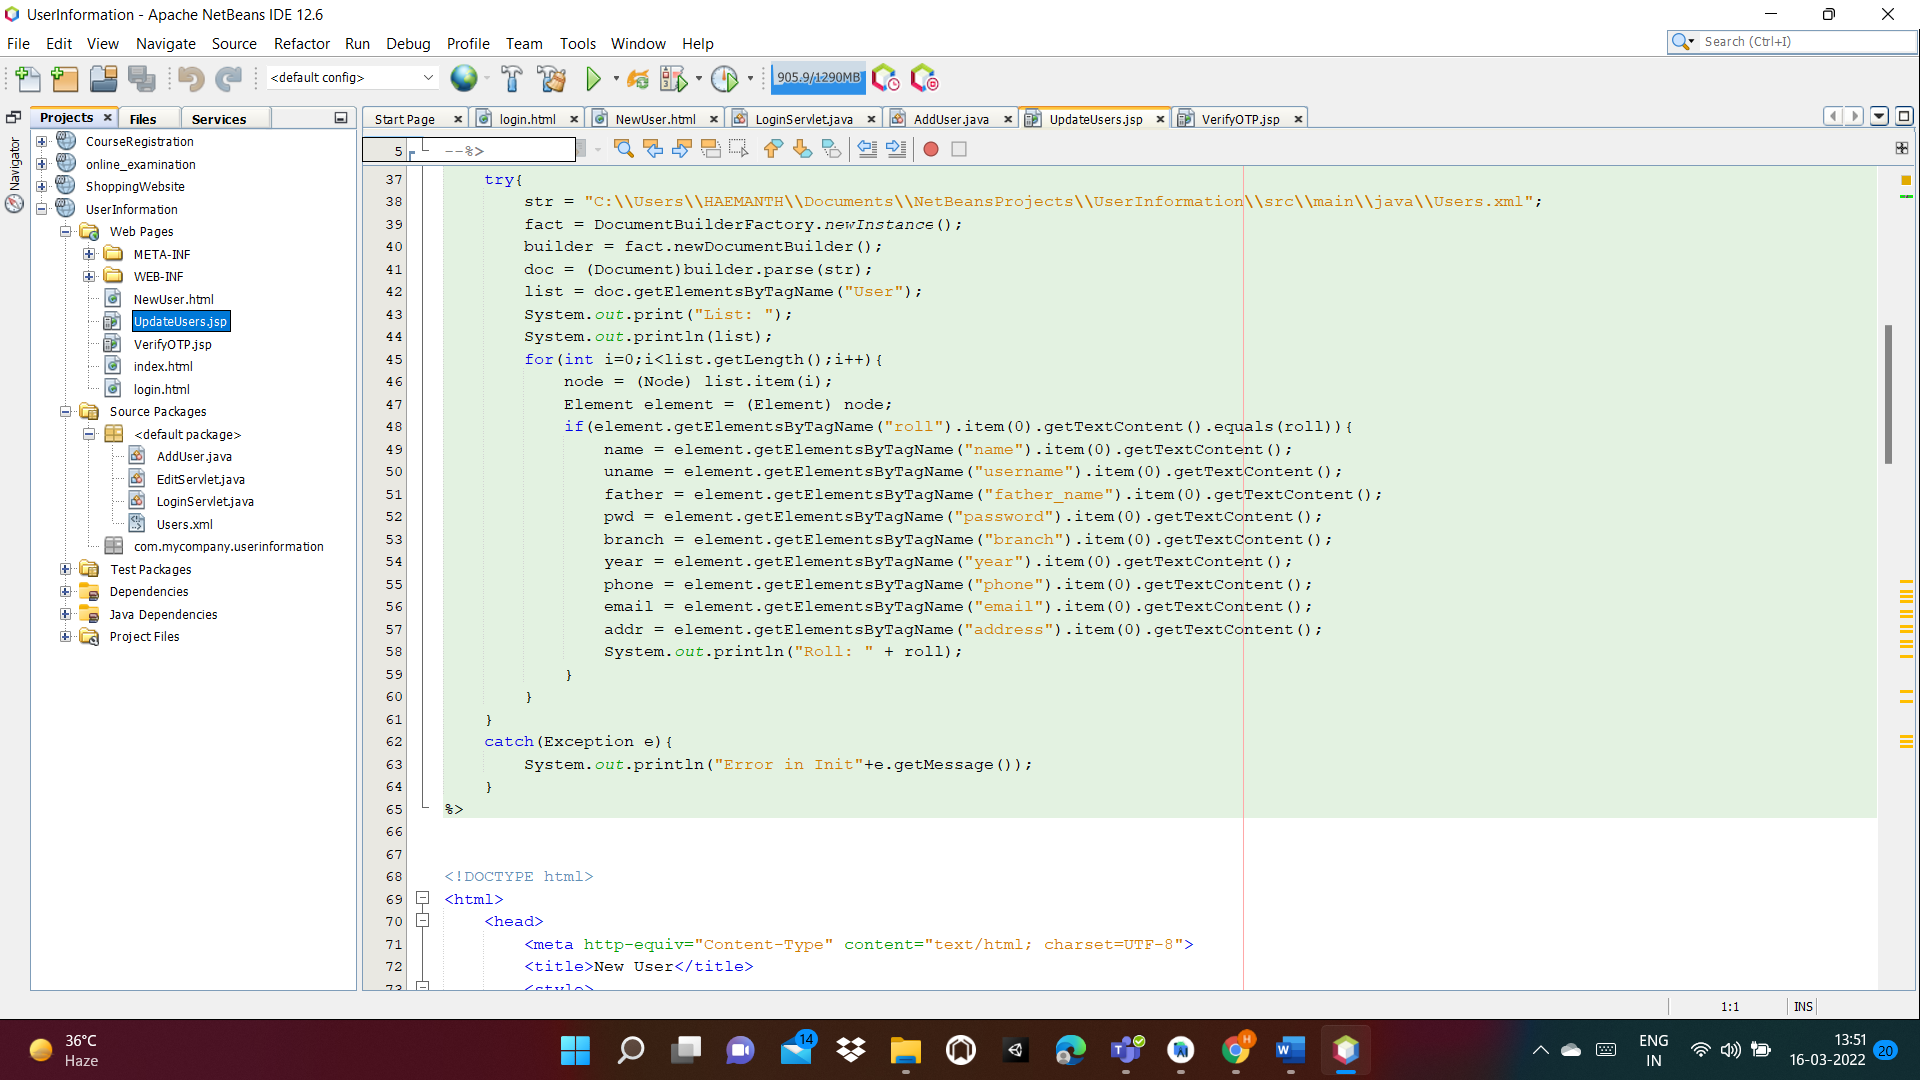 UserInformation - Apache NetBeans IDE 12.6
File Edit View Navigate Source Refactor Run Debug Profile Team Tools Window Help
Search (Ctrl+I)
<default config>
905.9/1290MB
Projects Files Services
Start Page login.html NewUser.html LoginServlet.java AddUser.java UpdateUsers.jsp VerifyOTP.jsp
Navigator
CourseRegistration
online_examination
ShoppingWebsite
UserInformation
Web Pages
META-INF
WEB-INF
NewUser.html
UpdateUsers.jsp
VerifyOTP.jsp
index.html
login.html
Source Packages
<default package>
AddUser.java
EditServlet.java
LoginServlet.java
Users.xml
com.mycompany.userinformation
Test Packages
Dependencies
Java Dependencies
Project Files
5 --%>
37 try{
38 str = "C:\\Users\\HAEMANTH\\Documents\\NetBeansProjects\\UserInformation\\src\\main\\java\\Users.xml";
39 fact = DocumentBuilderFactory.newInstance();
40 builder = fact.newDocumentBuilder();
41 doc = (Document)builder.parse(str);
42 list = doc.getElementsByTagName("User");
43 System.out.print("List: ");
44 System.out.println(list);
45 for(int i=0;i<list.getLength();i++){
46 node = (Node) list.item(i);
47 Element element = (Element) node;
48 if(element.getElementsByTagName("roll").item(0).getTextContent().equals(roll)){
49 name = element.getElementsByTagName("name").item(0).getTextContent();
50 uname = element.getElementsByTagName("username").item(0).getTextContent();
51 father = element.getElementsByTagName("father_name").item(0).getTextContent();
52 pwd = element.getElementsByTagName("password").item(0).getTextContent();
53 branch = element.getElementsByTagName("branch").item(0).getTextContent();
54 year = element.getElementsByTagName("year").item(0).getTextContent();
55 phone = element.getElementsByTagName("phone").item(0).getTextContent();
56 email = element.getElementsByTagName("email").item(0).getTextContent();
57 addr = element.getElementsByTagName("address").item(0).getTextContent();
58 System.out.println("Roll: " + roll);
59 }
60 }
61 }
62 catch(Exception e){
63 System.out.println("Error in Init"+e.getMessage());
64 }
65 %>
66
67
68 <!DOCTYPE html>
69 <html>
70 <head>
71 <meta http-equiv="Content-Type" content="text/html; charset=UTF-8">
72 <title>New User</title>
73 <style>
1:1 INS
36°C
Haze
14
ENG
IN
13:51
16-03-2022
20